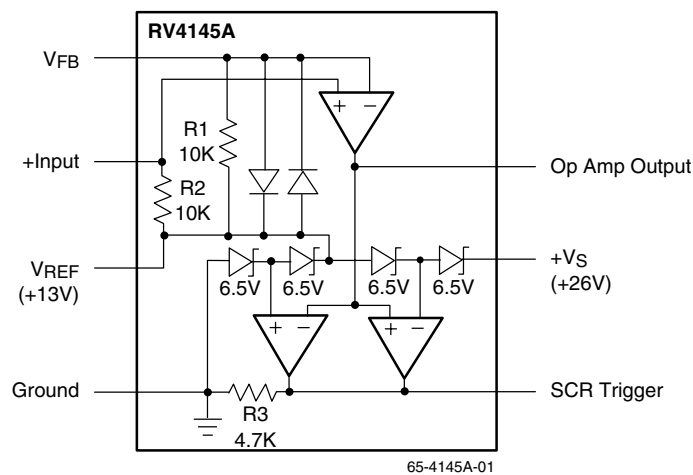 RV4145A
VFB
R1
10K
+Input
R2
10K
Op Amp Output
VREF
(+13V)
6.5V
6.5V
6.5V
6.5V
+VS
(+26V)
+ −
+ −
+ −
Ground
R3
4.7K
SCR Trigger
65-4145A-01